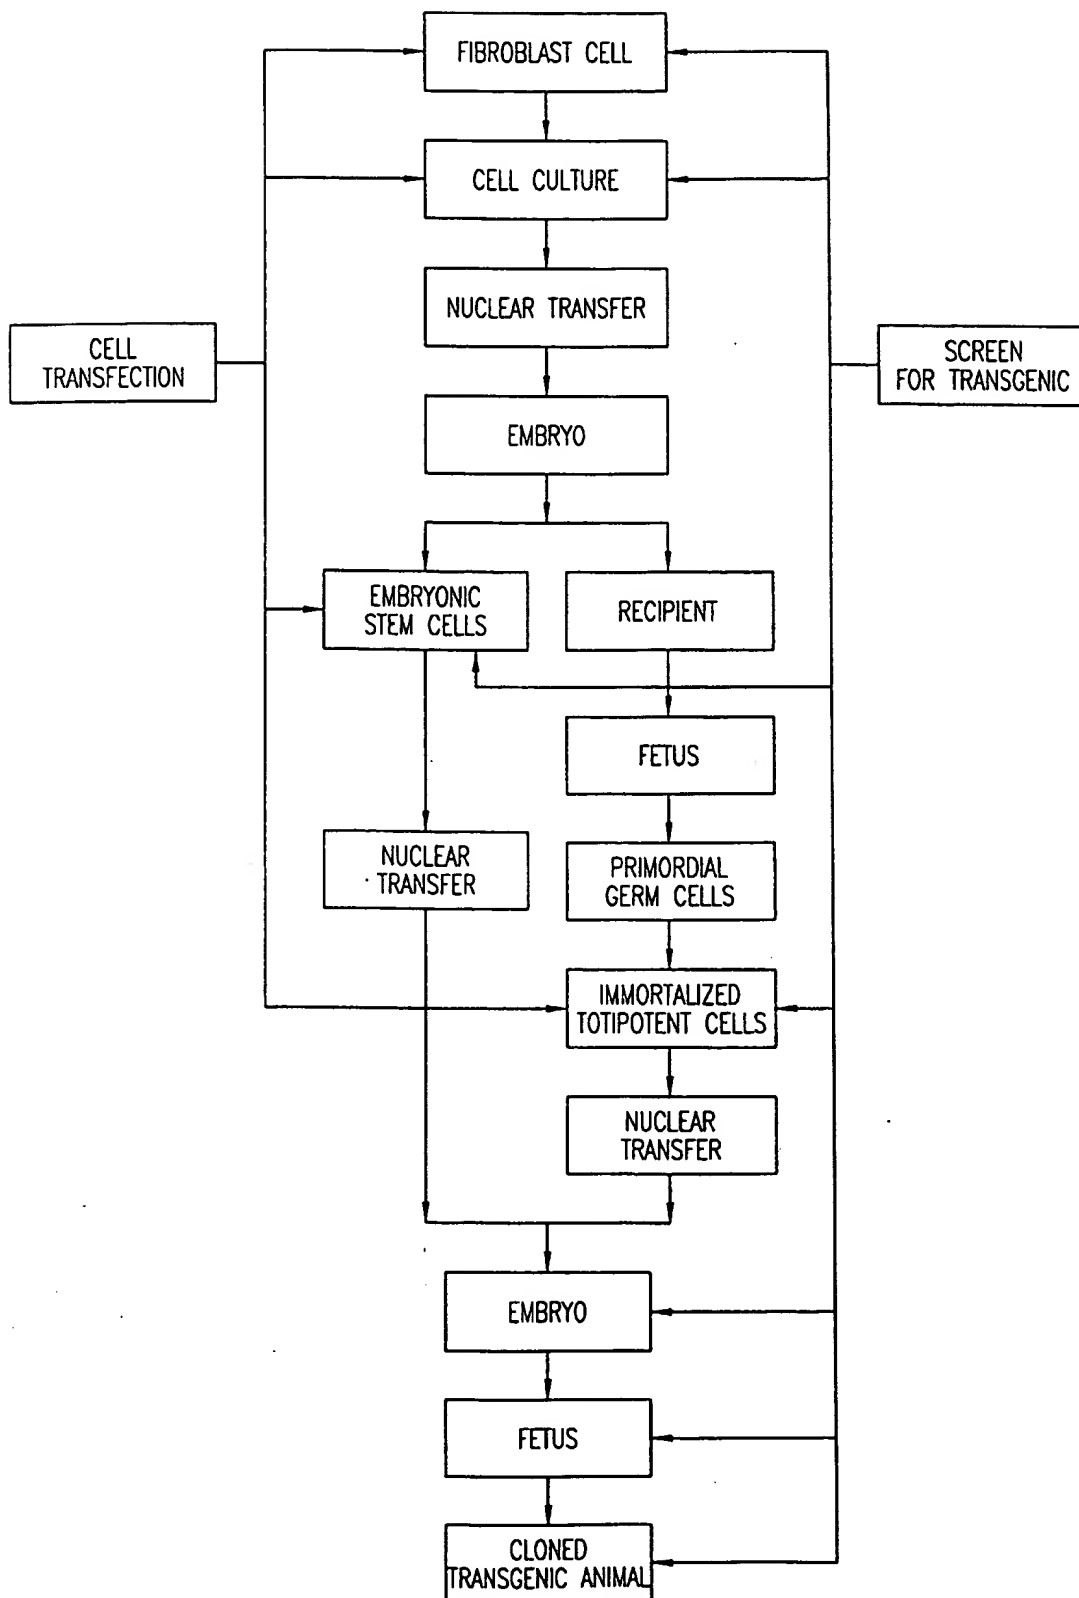 FIBROBLAST CELL
CELL CULTURE
NUCLEAR TRANSFER
CELL
TRANSFECTION
SCREEN
FOR TRANSGENIC
EMBRYO
EMBRYONIC
STEM CELLS
RECIPIENT
FETUS
NUCLEAR
TRANSFER
PRIMORDIAL
GERM CELLS
IMMORTALIZED
TOTIPOTENT CELLS
NUCLEAR
TRANSFER
EMBRYO
FETUS
CLONED
TRANSGENIC ANIMAL